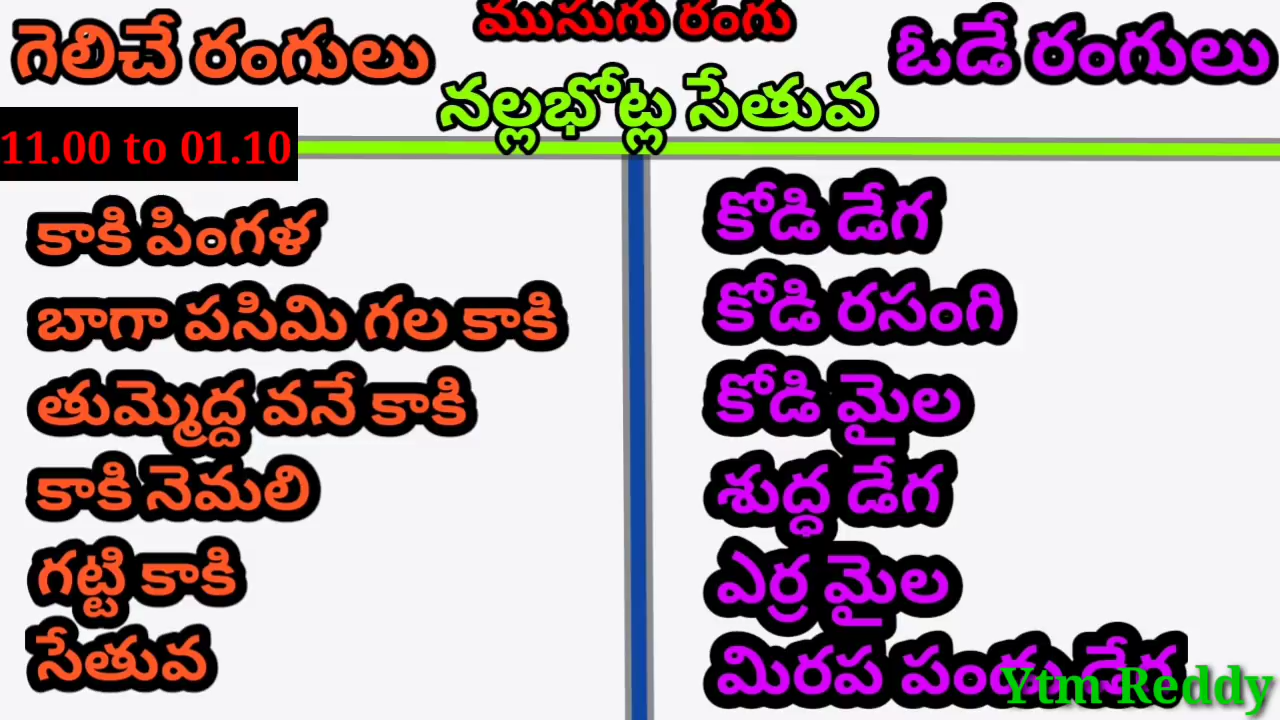 గెలిచే రంగులు
ముసుగు రంగు
ఓడే రంగులు
నల్లభోట్ల సేతువ
11.00 to 01.10
కాకి పింగళ
బాగా పసిమి గల కాకి
తుమ్మెద్ద వనే కాకి
కాకి నెమలి
గట్టి కాకి
సేతువ
కోడి డేగ
కోడి రసంగి
కోడి మైల
శుద్ధ డేగ
ఎర్ర మైల
మిరప పండు డేగ
Ytm Reddy